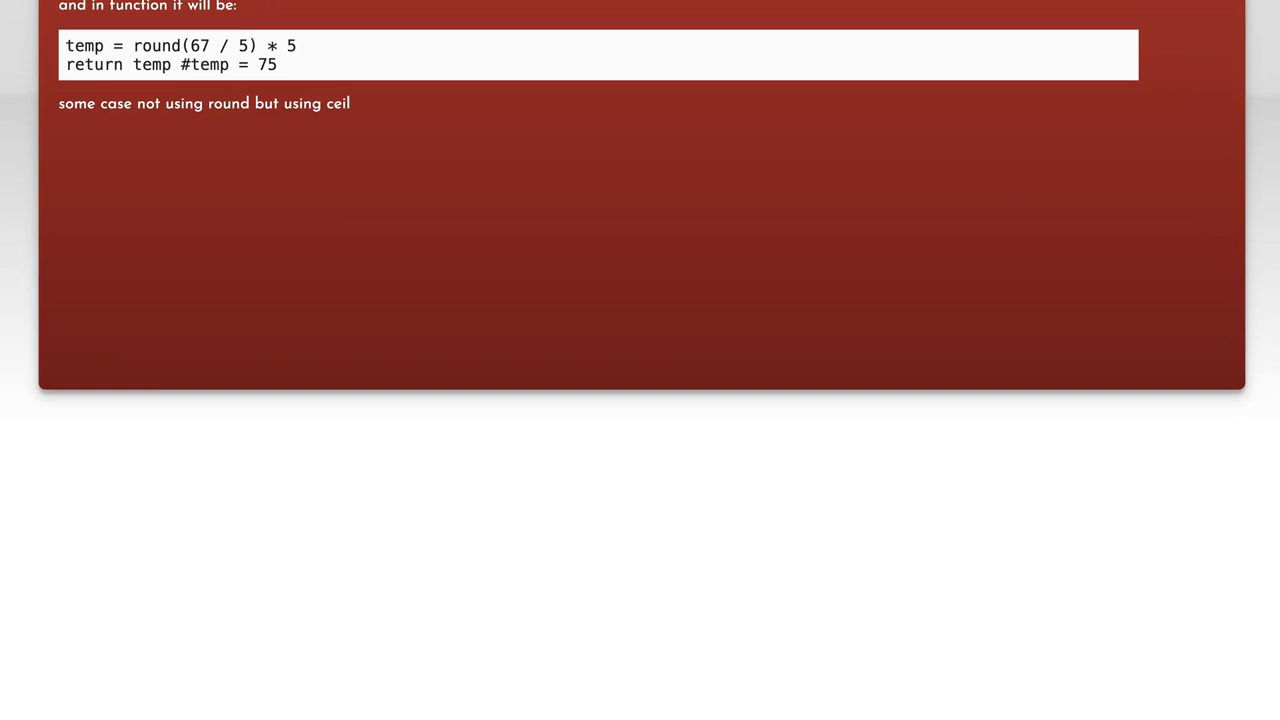 and in function it will be:
temp = round(67 / 5) * 5
return temp #temp = 75
some case not using round but using ceil